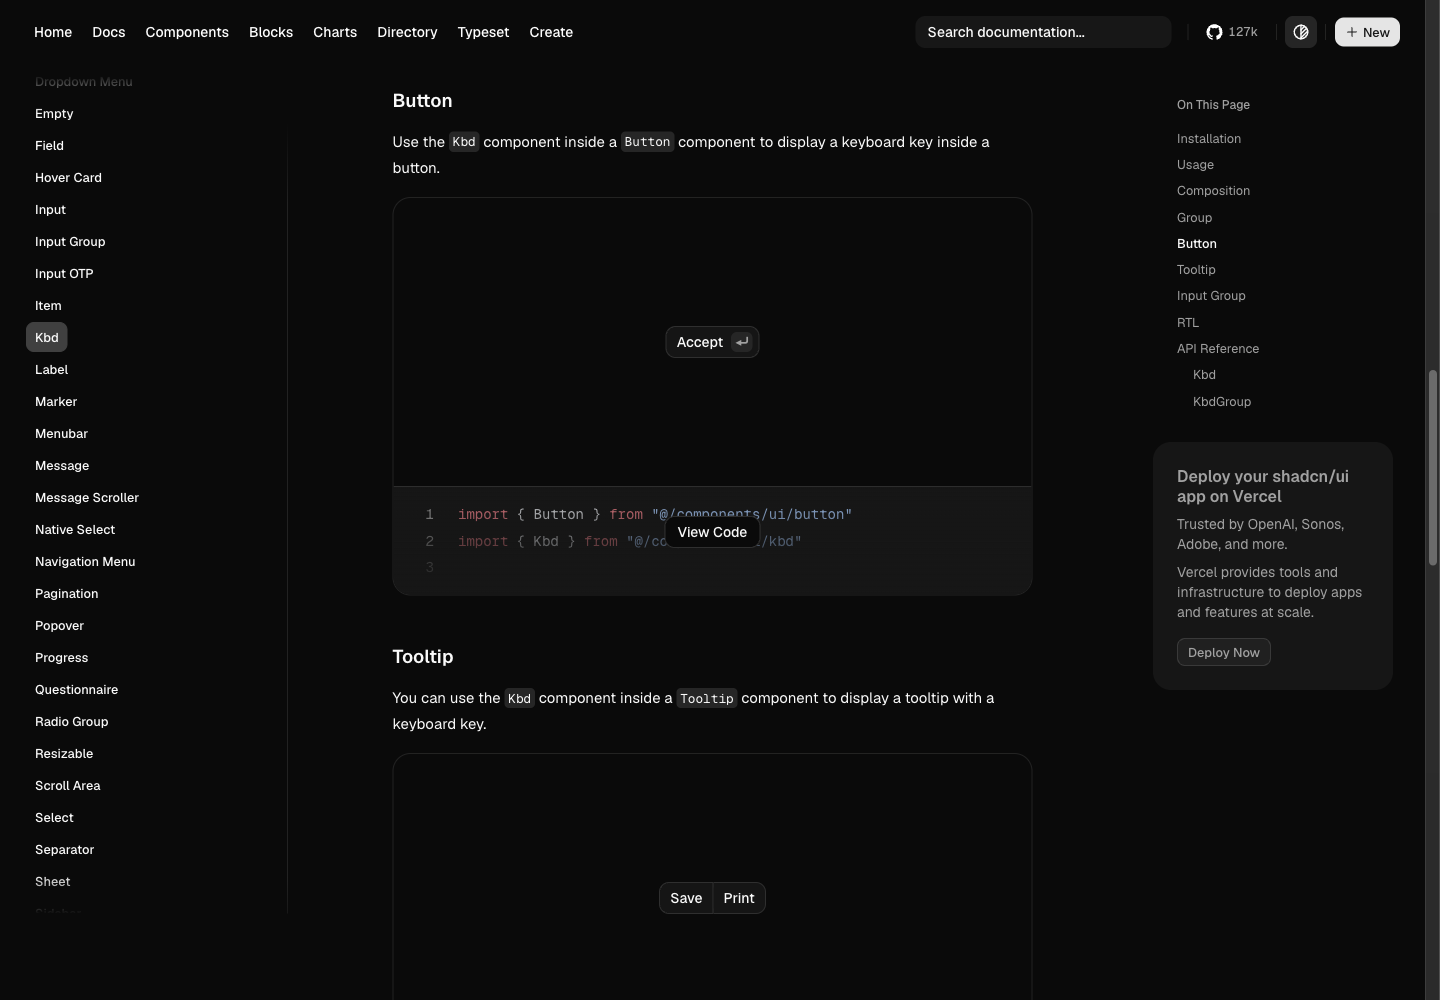 Home Docs Components Blocks Charts Directory Typeset Create
Search documentation...
127k
New
Dropdown Menu
Empty
Field
Hover Card
Input
Input Group
Input OTP
Item
Kbd
Label
Marker
Menubar
Message
Message Scroller
Native Select
Navigation Menu
Pagination
Popover
Progress
Questionnaire
Radio Group
Resizable
Scroll Area
Select
Separator
Sheet
Sidebar
Button
Use the Kbd component inside a Button component to display a keyboard key inside a
button.
Accept
1 import { Button } from "@/components/ui/button"
View Code
2 import { Kbd } from "@/co /kbd"
3
Tooltip
You can use the Kbd component inside a Tooltip component to display a tooltip with a
keyboard key.
Save Print
On This Page
Installation
Usage
Composition
Group
Button
Tooltip
Input Group
RTL
API Reference
Kbd
KbdGroup
Deploy your shadcn/ui
app on Vercel
Trusted by OpenAI, Sonos,
Adobe, and more.
Vercel provides tools and
infrastructure to deploy apps
and features at scale.
Deploy Now